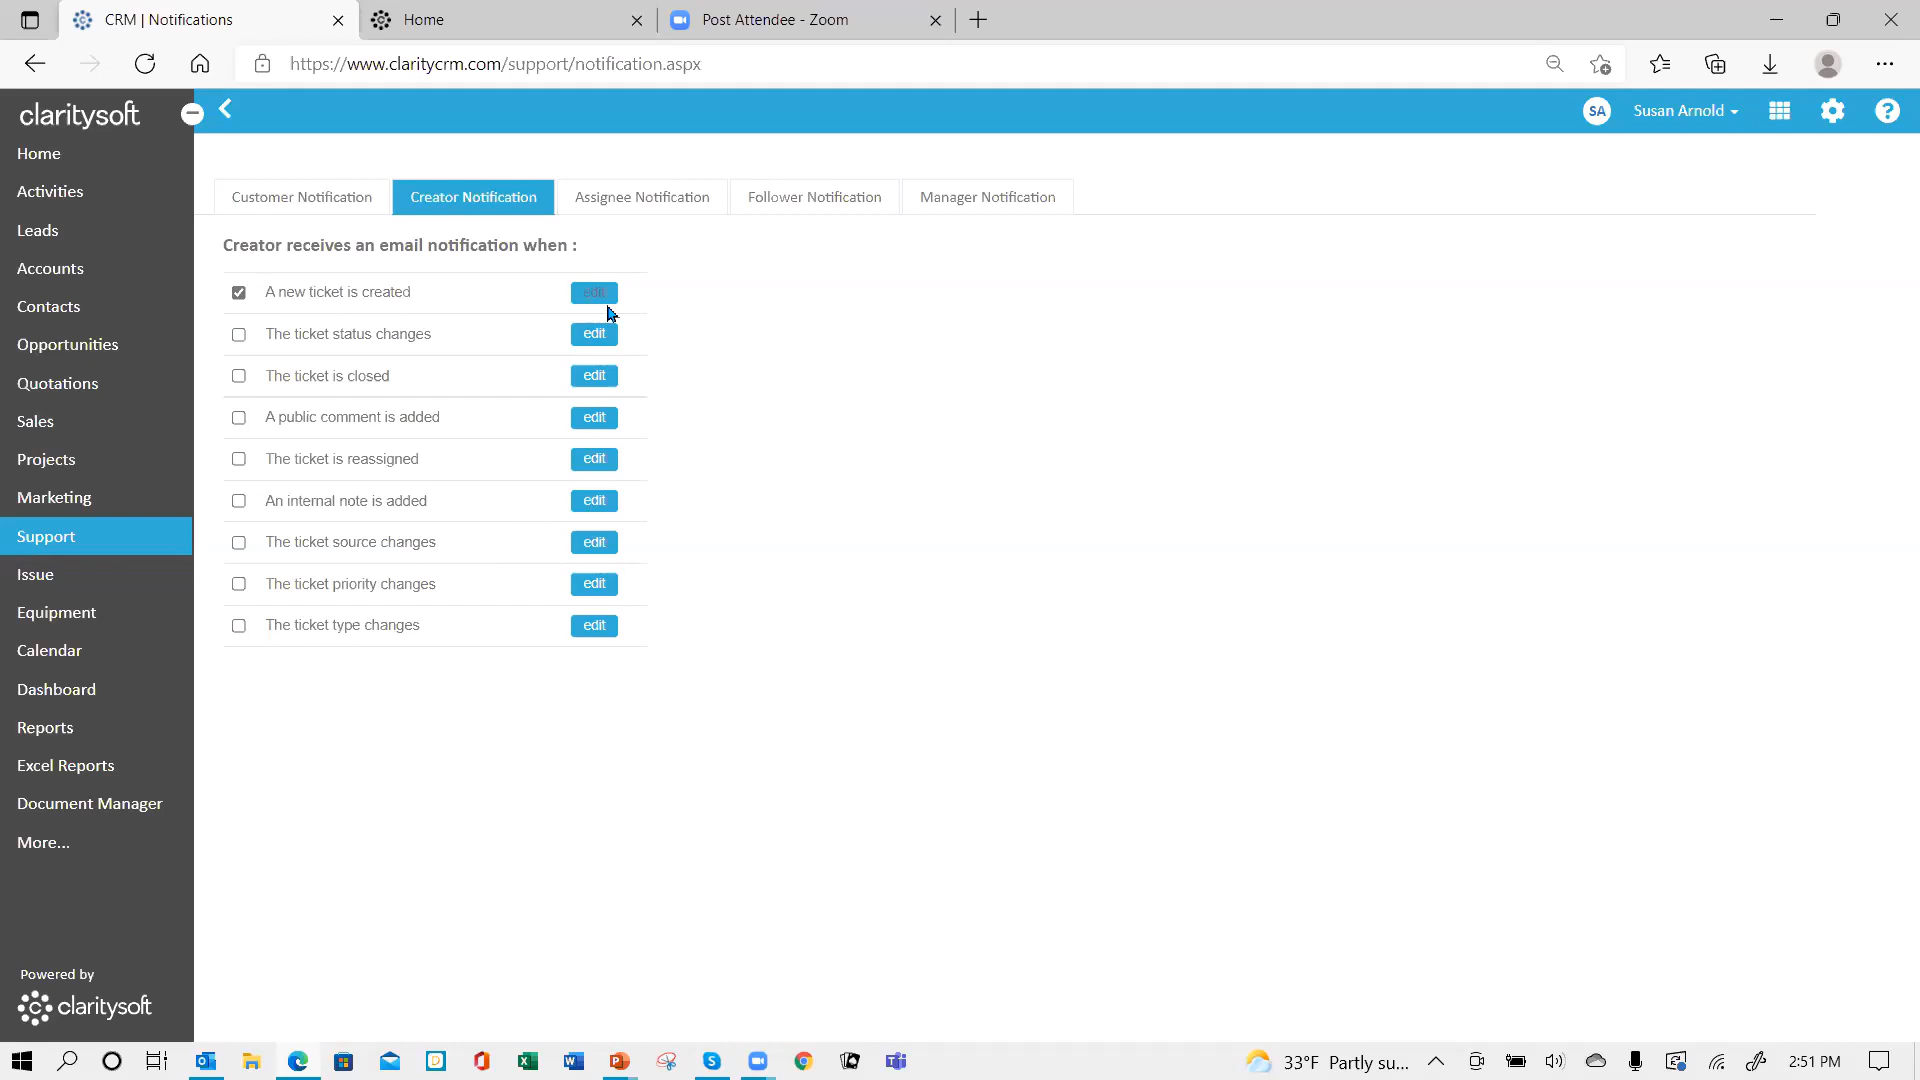 CRM | Notifications
Home
Post Attendee - Zoom
https://www.claritycrm.com/support/notification.aspx
claritysoft
SA
Susan Arnold
Home
Activities
Leads
Accounts
Contacts
Opportunities
Quotations
Sales
Projects
Marketing
Support
Issue
Equipment
Calendar
Dashboard
Reports
Excel Reports
Document Manager
More...
Powered by
claritysoft
Customer Notification
Creator Notification
Assignee Notification
Follower Notification
Manager Notification
Creator receives an email notification when :
A new ticket is created edit
The ticket status changes edit
The ticket is closed edit
A public comment is added edit
The ticket is reassigned edit
An internal note is added edit
The ticket source changes edit
The ticket priority changes edit
The ticket type changes edit
33°F Partly su...
2:51 PM